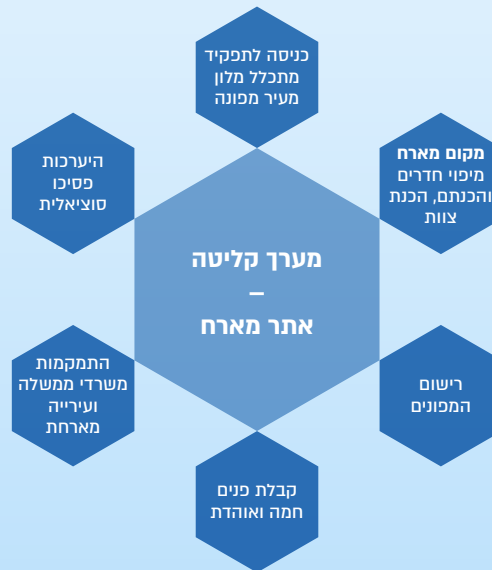 כניסה לתפקיד
מתכלל מלון
מעיר מפונה
מקום מארח
מיפוי חדרים
והכנתם, הכנת
צוות
היערכות
פסיכו
סוציאלית
מערך קליטה
–
אתר מארח
רישום
המפונים
התמקמות
משרדי ממשלה
ועירייה
מארחת
קבלת פנים
חמה ואוהדת